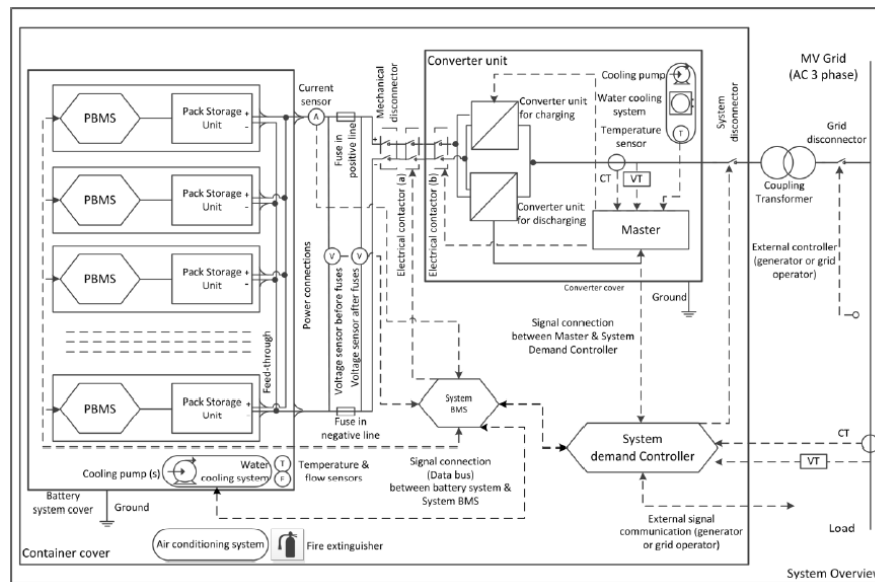 Converter unit
MV Grid
(AC 3 phase)
Current
sensor
Mechanical
disconnector
Cooling pump
Water cooling
system
Temperature
sensor
System
disconnector
Grid
disconnector
PBMS
Pack Storage
Unit
+
-
A
Fuse in
positive line
+
-
Converter unit
for charging
T
CT
VT
Coupling
Transformer
PBMS
Pack Storage
Unit
+
-
Electrical contactor (a)
Electrical contactor (b)
Converter unit
for discharging
Master
External controller
(generator or grid
operator)
PBMS
Pack Storage
Unit
+
-
Power connections
V
V
Voltage sensor before fuses
Voltage sensor after fuses
Converter cover
Ground
Signal connection
between Master & System
Demand Controller
Feed-through
PBMS
Pack Storage
Unit
+
-
Fuse in
negative line
System
BMS
System
demand Controller
CT
VT
Cooling pump (s)
Water
cooling system
T
F
Temperature &
flow sensors
Signal connection
(Data bus)
between battery system &
System BMS
Battery
system cover
Ground
External signal
communication (generator
or grid operator)
Load
Container cover
Air conditioning system
Fire extinguisher
System Overview